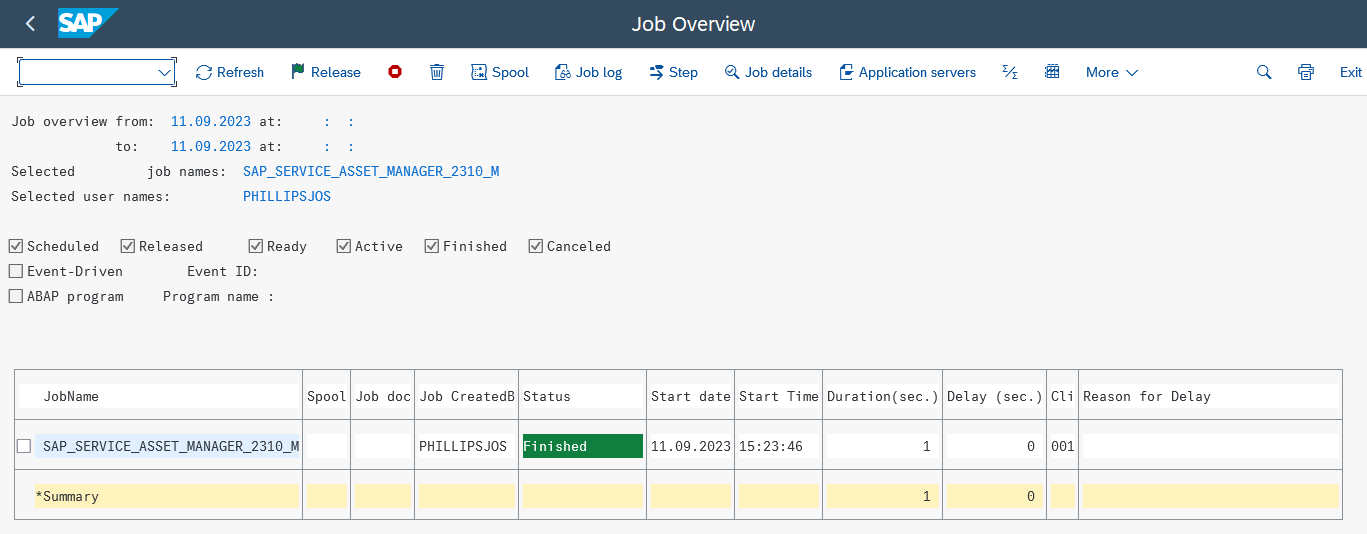 SAP Job Overview
Refresh Release Spool Job log Step Job details Application servers Σ/Σ More Exit
Job overview from: 11.09.2023 at: : :
to: 11.09.2023 at: : :
Selected job names: SAP_SERVICE_ASSET_MANAGER_2310_M
Selected user names: PHILLIPSJOS
Scheduled Released Ready Active Finished Canceled
Event-Driven Event ID:
ABAP program Program name :
JobName Spool Job doc Job CreatedB Status Start date Start Time Duration(sec.) Delay (sec.) Cli Reason for Delay
SAP_SERVICE_ASSET_MANAGER_2310_M PHILLIPSJOS Finished 11.09.2023 15:23:46 1 0 001
*Summary 1 0